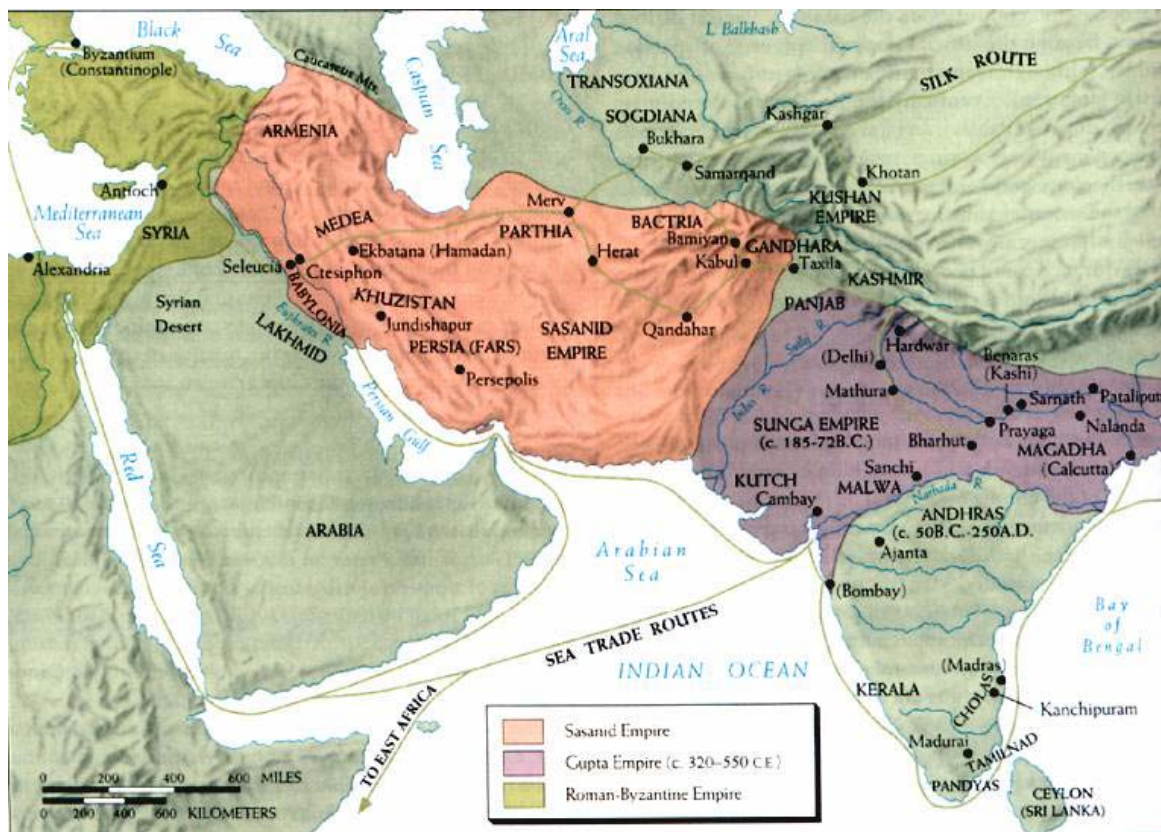 Black
Sea
Byzantium
(Constantinople)
Caucasus Mts.
Caspian
Sea
Aral
Sea
L. Balkhash
TRANSOXIANA
Oxus R.
SOGDIANA
Bukhara
Samarqand
Kashgar
SILK ROUTE
Khotan
KUSHAN
EMPIRE
ARMENIA
Antioch
Mediterranean
Sea
SYRIA
Alexandria
MEDEA
Ekbatana (Hamadan)
Seleucia
Ctesiphon
BABYLONIA
Euphrates R.
LAKHMID
Syrian
Desert
KHUZISTAN
Jundishapur
PERSIA (FARS)
Persepolis
Persian
Gulf
Merv
PARTHIA
Herat
SASANID
EMPIRE
BACTRIA
Bamiyan
Kabul
GANDHARA
Taxila
Qandahar
KASHMIR
PANJAB
Sutlj R.
Indus R.
Hardwar
(Delhi)
Mathura
Benaras
(Kashi)
Sarnath
Pataliput
Prayaga
Nalanda
SUNGA EMPIRE
(c. 185-72B.C.)
Bharhut
MAGADHA
(Calcutta)
Sanchi
MALWA
Narbada R.
KUTCH
Cambay
ANDHRAS
(c. 50B.C.-250A.D.
Ajanta
(Bombay)
Red
Sea
ARABIA
Arabian
Sea
SEA TRADE ROUTES
INDIAN OCEAN
Bay
of
Bengal
TO EAST AFRICA
KERALA
(Madras)
CHOLAS
Kanchipuram
Madurai
TAMILNAD
PANDYAS
CEYLON
(SRI LANKA)
Sasanid Empire
Gupta Empire (c. 320–550 C.E.)
Roman-Byzantine Empire
0 200 400 600 MILES
0 200 400 600
KILOMETERS